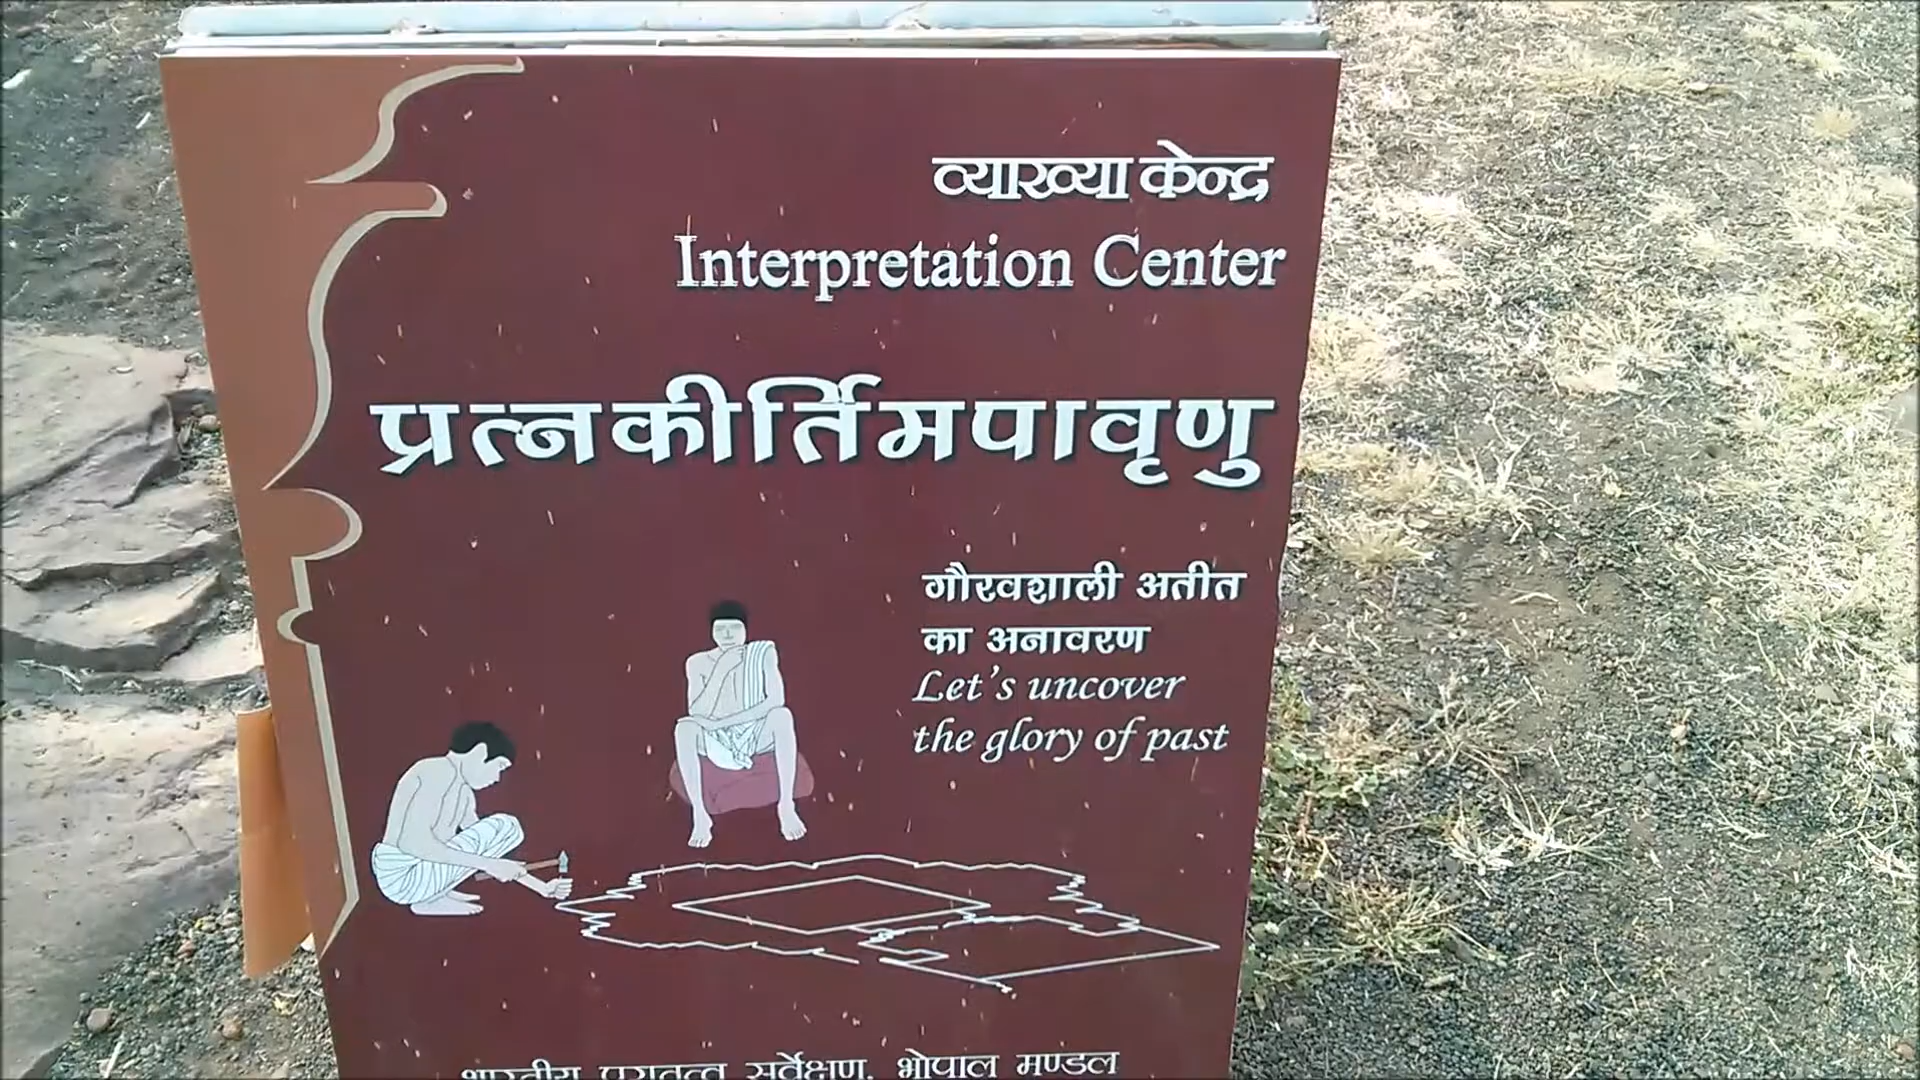 व्याख्या केन्द्र
Interpretation Center
प्रत्नकीर्तिमपावृणु
गौरवशाली अतीत
का अनावरण
Let's uncover
the glory of past
भारतीय पुरातत्व सर्वेक्षण, भोपाल मण्डल